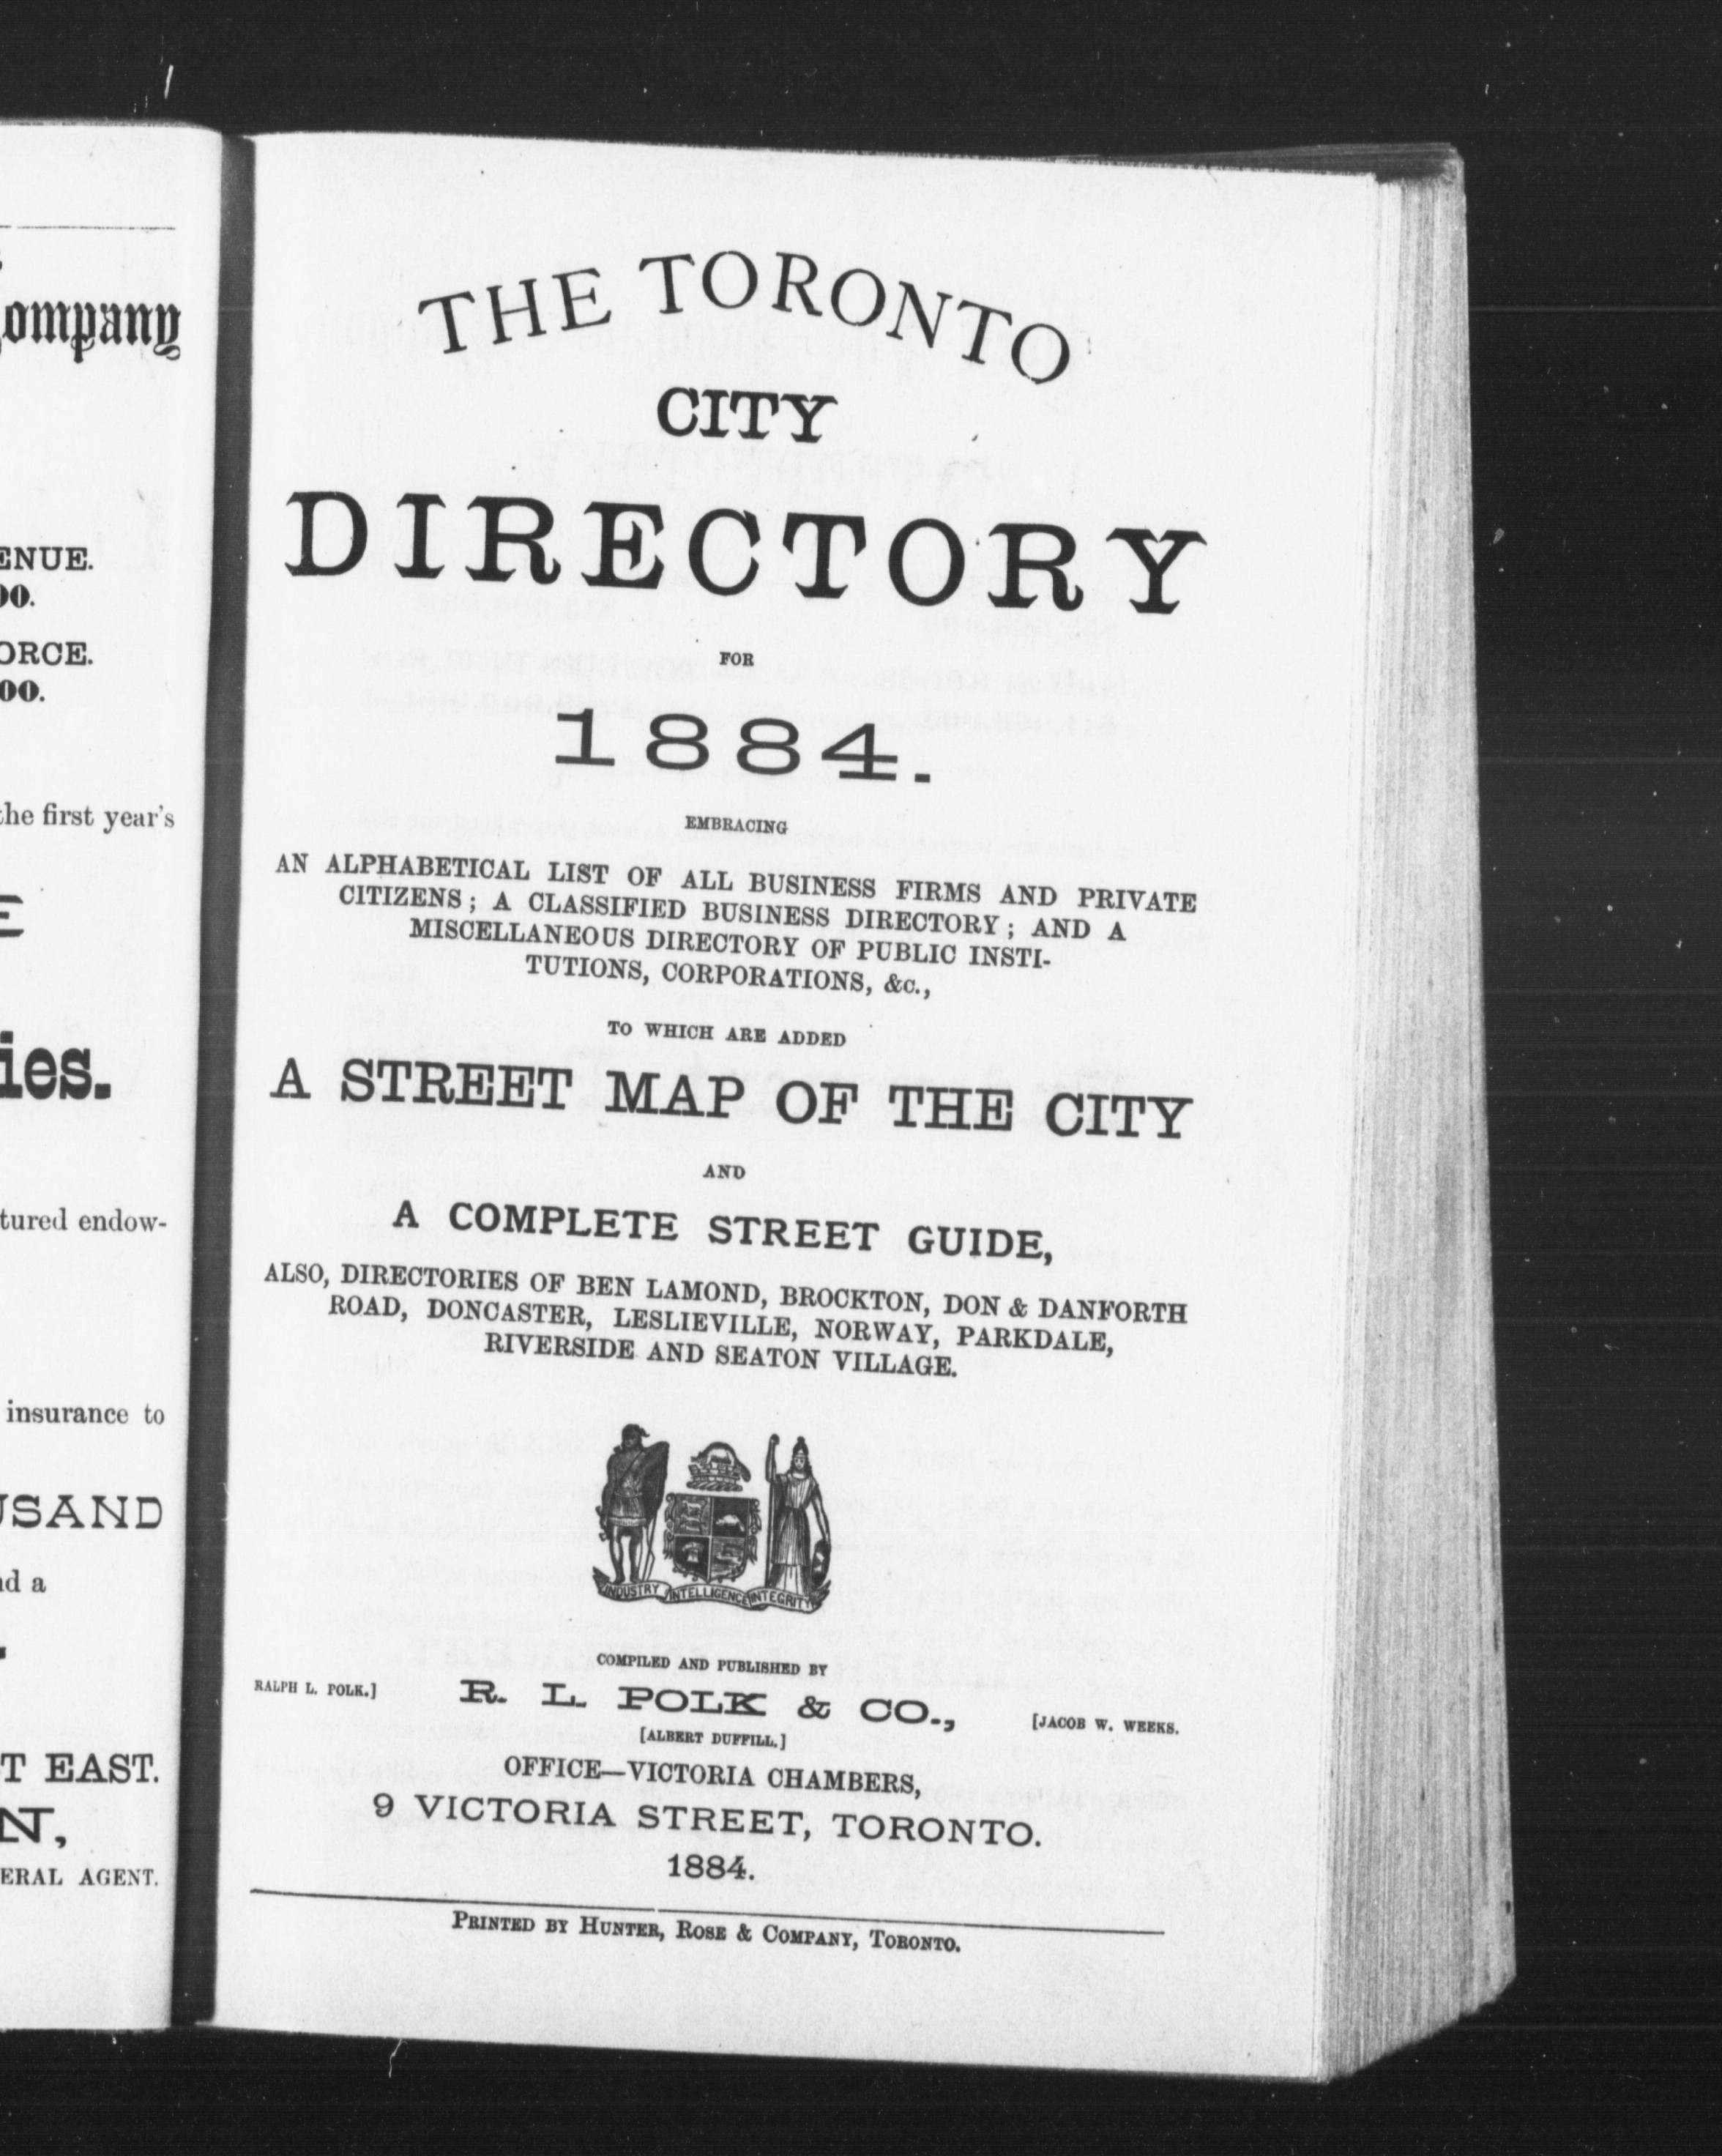 ompany
ENUE.
00.
ORCE.
00.
the first year's
E
ies.
tured endow-
insurance to
USAND
nd a
T EAST.
N,
ERAL AGENT.
THE TORONTO
CITY
DIRECTORY
FOR
1884.
EMBRACING
AN ALPHABETICAL LIST OF ALL BUSINESS FIRMS AND PRIVATE
CITIZENS; A CLASSIFIED BUSINESS DIRECTORY; AND A
MISCELLANEOUS DIRECTORY OF PUBLIC INSTI-
TUTIONS, CORPORATIONS, &c.,
TO WHICH ARE ADDED
A STREET MAP OF THE CITY
AND
A COMPLETE STREET GUIDE,
ALSO, DIRECTORIES OF BEN LAMOND, BROCKTON, DON & DANFORTH
ROAD, DONCASTER, LESLIEVILLE, NORWAY, PARKDALE,
RIVERSIDE AND SEATON VILLAGE.
INDUSTRY INTELLIGENCE INTEGRITY
COMPILED AND PUBLISHED BY
RALPH L. POLK.] R. L. POLK & CO., [JACOB W. WEEKS.
[ALBERT DUFFILL.]
OFFICE—VICTORIA CHAMBERS,
9 VICTORIA STREET, TORONTO.
1884.
PRINTED BY HUNTER, ROSE & COMPANY, TORONTO.